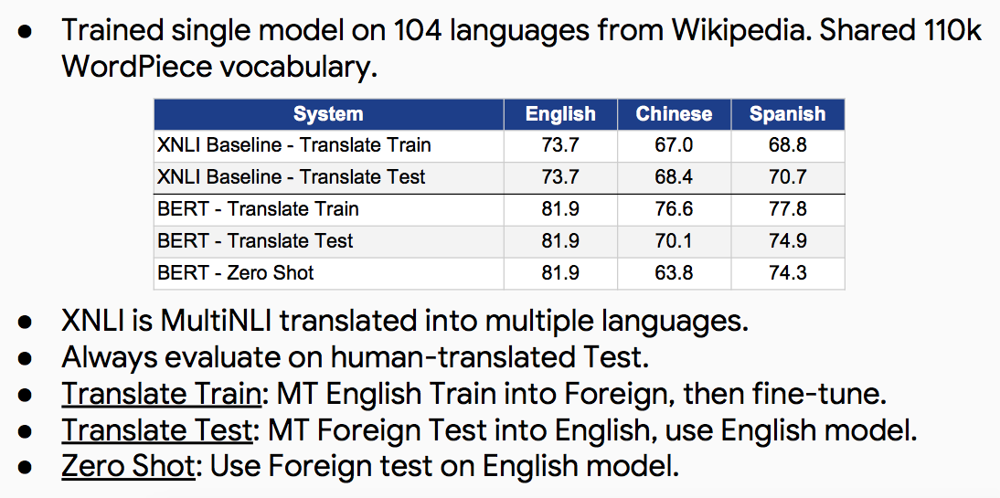 ● Trained single model on 104 languages from Wikipedia. Shared 110k
WordPiece vocabulary.
System English Chinese Spanish
XNLI Baseline - Translate Train 73.7 67.0 68.8
XNLI Baseline - Translate Test 73.7 68.4 70.7
BERT - Translate Train 81.9 76.6 77.8
BERT - Translate Test 81.9 70.1 74.9
BERT - Zero Shot 81.9 63.8 74.3
● XNLI is MultiNLI translated into multiple languages.
● Always evaluate on human-translated Test.
● Translate Train: MT English Train into Foreign, then fine-tune.
● Translate Test: MT Foreign Test into English, use English model.
● Zero Shot: Use Foreign test on English model.